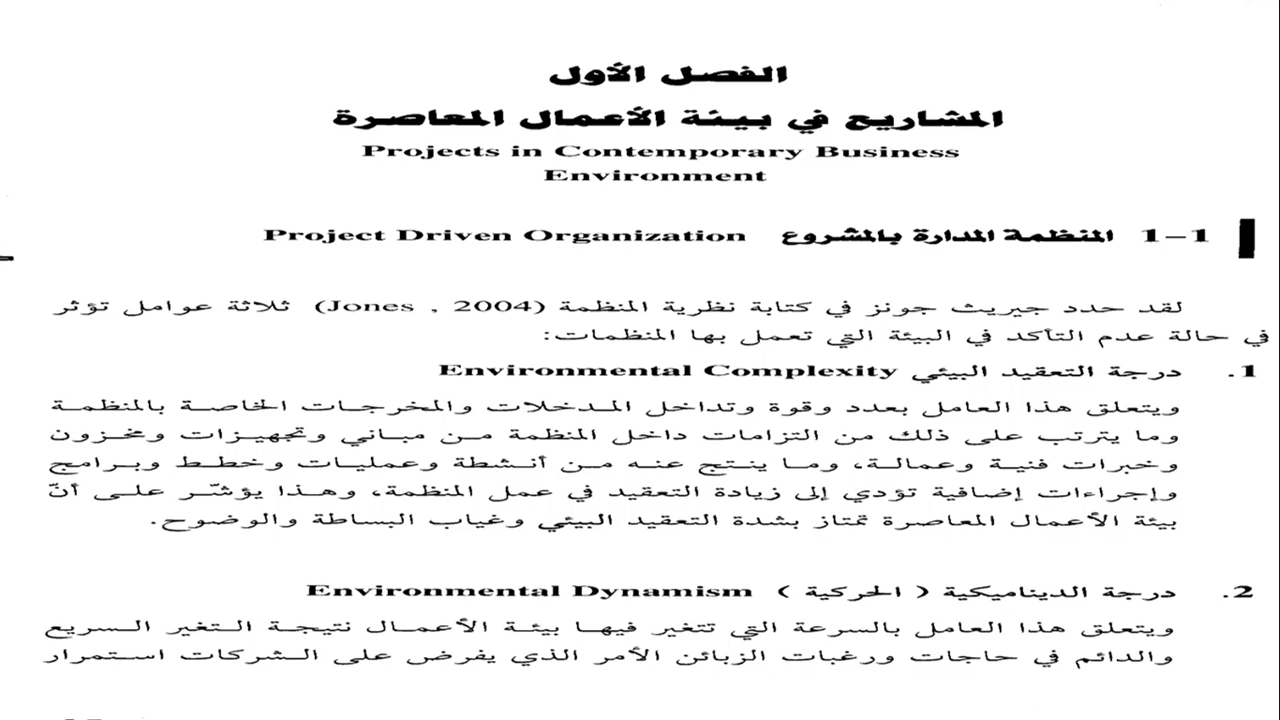 الفصل الأول
المشاريع في بيئة الأعمال المعاصرة
Projects in Contemporary Business
Environment
1-1 المنظمة المدارة بالمشروع Project Driven Organization
لقد حدد جيريث جونز في كتابة نظرية المنظمة (Jones , 2004) ثلاثة عوامل تؤثر
في حالة عدم التأكد في البيئة التي تعمل بها المنظمات:
1. درجة التعقيد البيئي Environmental Complexity
ويتعلق هذا العامل بعدد وقوة وتداخل المدخلات والمخرجات الخاصة بالمنظمة
وما يترتب على ذلك من التزامات داخل المنظمة من مباني وتجهيزات ومخزون
وخبرات فنية وعمالة، وما ينتج عنه من أنشطة وعمليات وخطط وبرامج
وإجراءات إضافية تؤدي إلى زيادة التعقيد في عمل المنظمة، وهذا يؤشّر على أنّ
بيئة الأعمال المعاصرة تمتاز بشدة التعقيد البيئي وغياب البساطة والوضوح.
2. درجة الديناميكية ( الحركية ) Environmental Dynamism
ويتعلق هذا العامل بالسرعة التي تتغير فيها بيئة الأعمال نتيجة التغير السريع
والدائم في حاجات ورغبات الزبائن الأمر الذي يفرض على الشركات استمرار